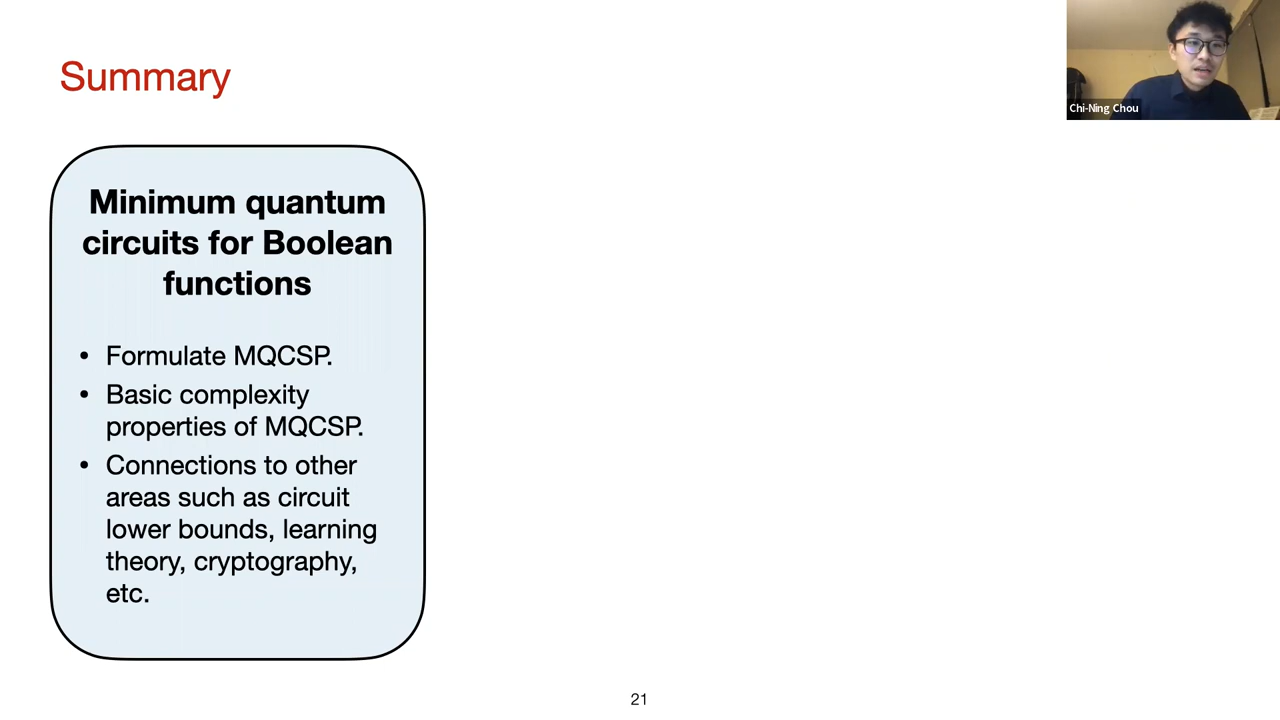 Summary
Chi-Ning Chou
Minimum quantum
circuits for Boolean
functions
• Formulate MQCSP.
• Basic complexity
properties of MQCSP.
• Connections to other
areas such as circuit
lower bounds, learning
theory, cryptography,
etc.
21